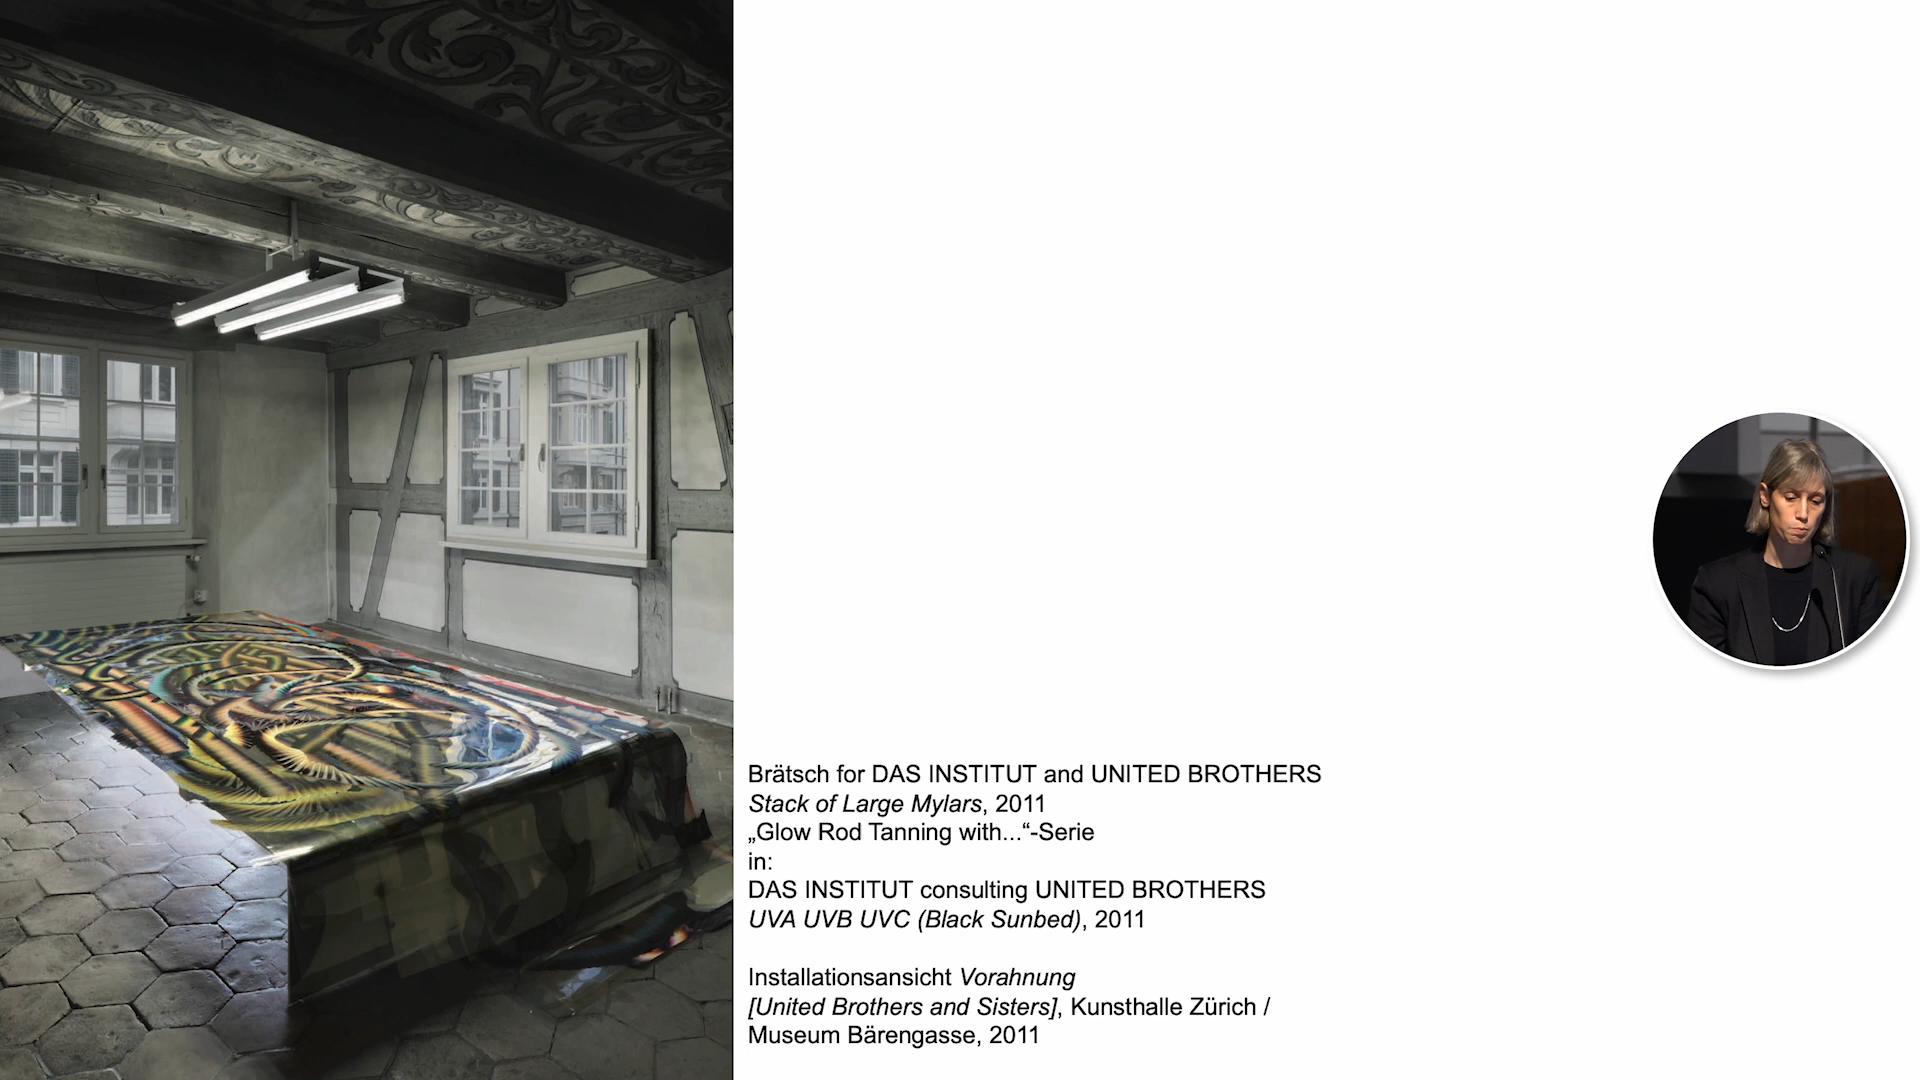 Brätsch for DAS INSTITUT and UNITED BROTHERS
Stack of Large Mylars, 2011
„Glow Rod Tanning with...“-Serie
in:
DAS INSTITUT consulting UNITED BROTHERS
UVA UVB UVC (Black Sunbed), 2011
Installationsansicht Vorahnung
[United Brothers and Sisters], Kunsthalle Zürich /
Museum Bärengasse, 2011